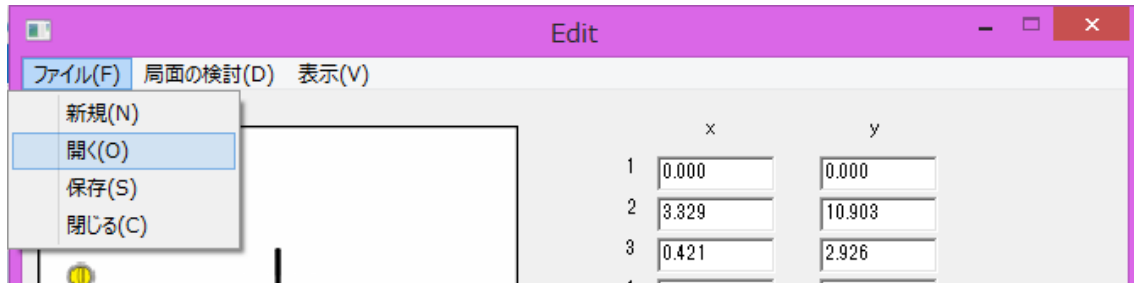 Edit
ファイル(F) 局面の検討(D) 表示(V)
新規(N)
開く(O)
保存(S)
閉じる(C)
x y
1 0.000 0.000
2 3.329 10.903
3 0.421 2.926